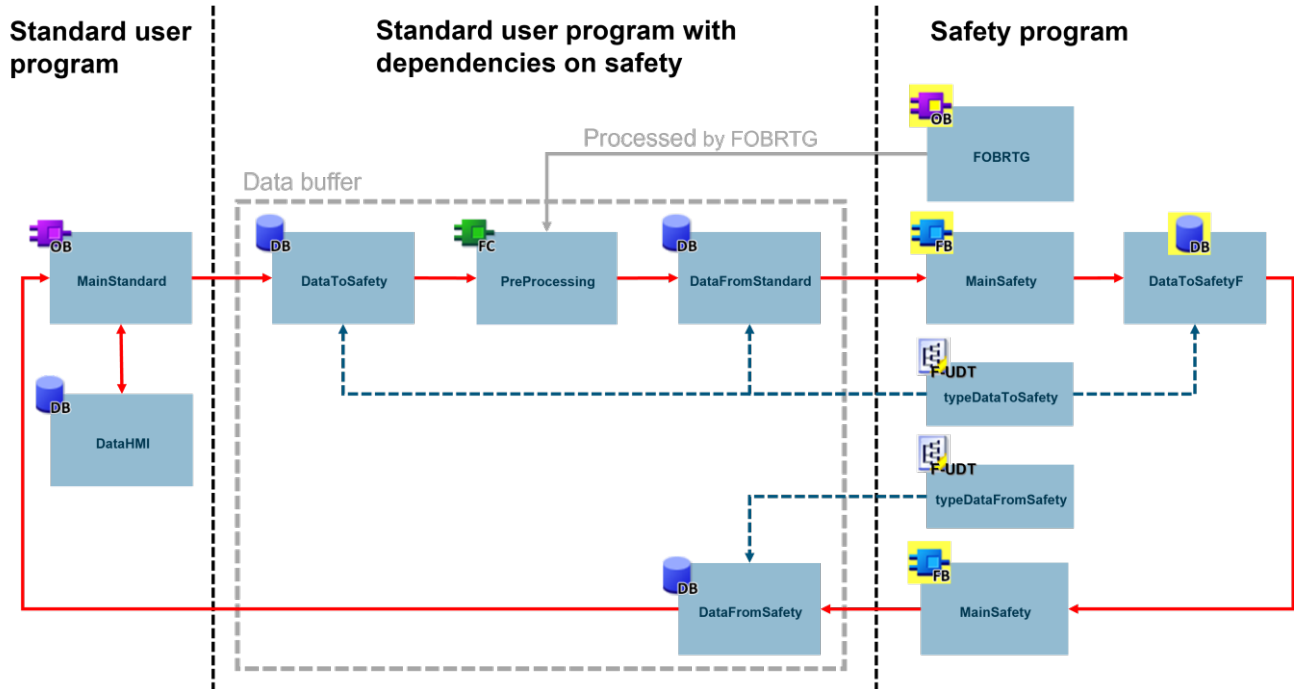 Standard user
program
Standard user program with
dependencies on safety
Safety program
OB
FOBRTG
Processed by FOBRTG
Data buffer
OB
MainStandard
DB
DataToSafety
FC
PreProcessing
DB
DataFromStandard
FB
MainSafety
DB
DataToSafetyF
DB
DataHMI
F-UDT
typeDataToSafety
F-UDT
typeDataFromSafety
DB
DataFromSafety
FB
MainSafety